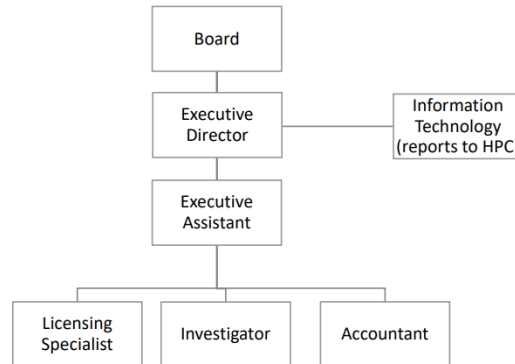 Board
Executive
Director
Information
Technology
(reports to HPC
Executive
Assistant
Licensing
Specialist
Investigator
Accountant